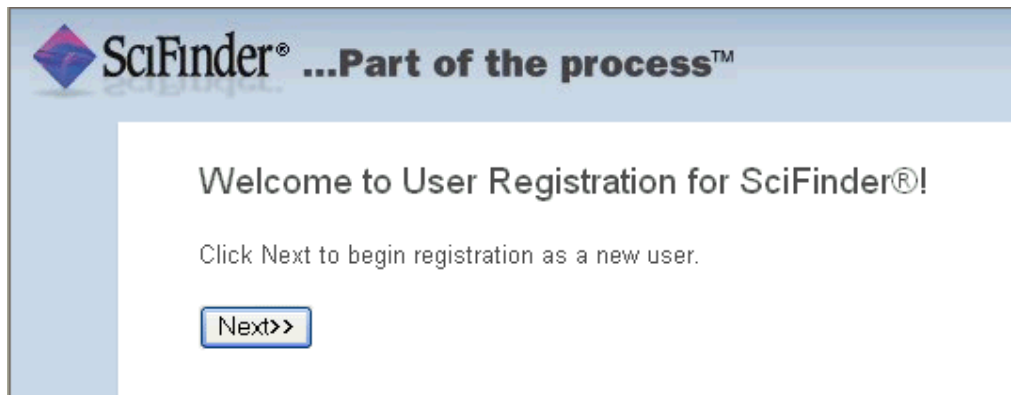 SciFinder® ...Part of the process™
Welcome to User Registration for SciFinder®!
Click Next to begin registration as a new user.
Next>>